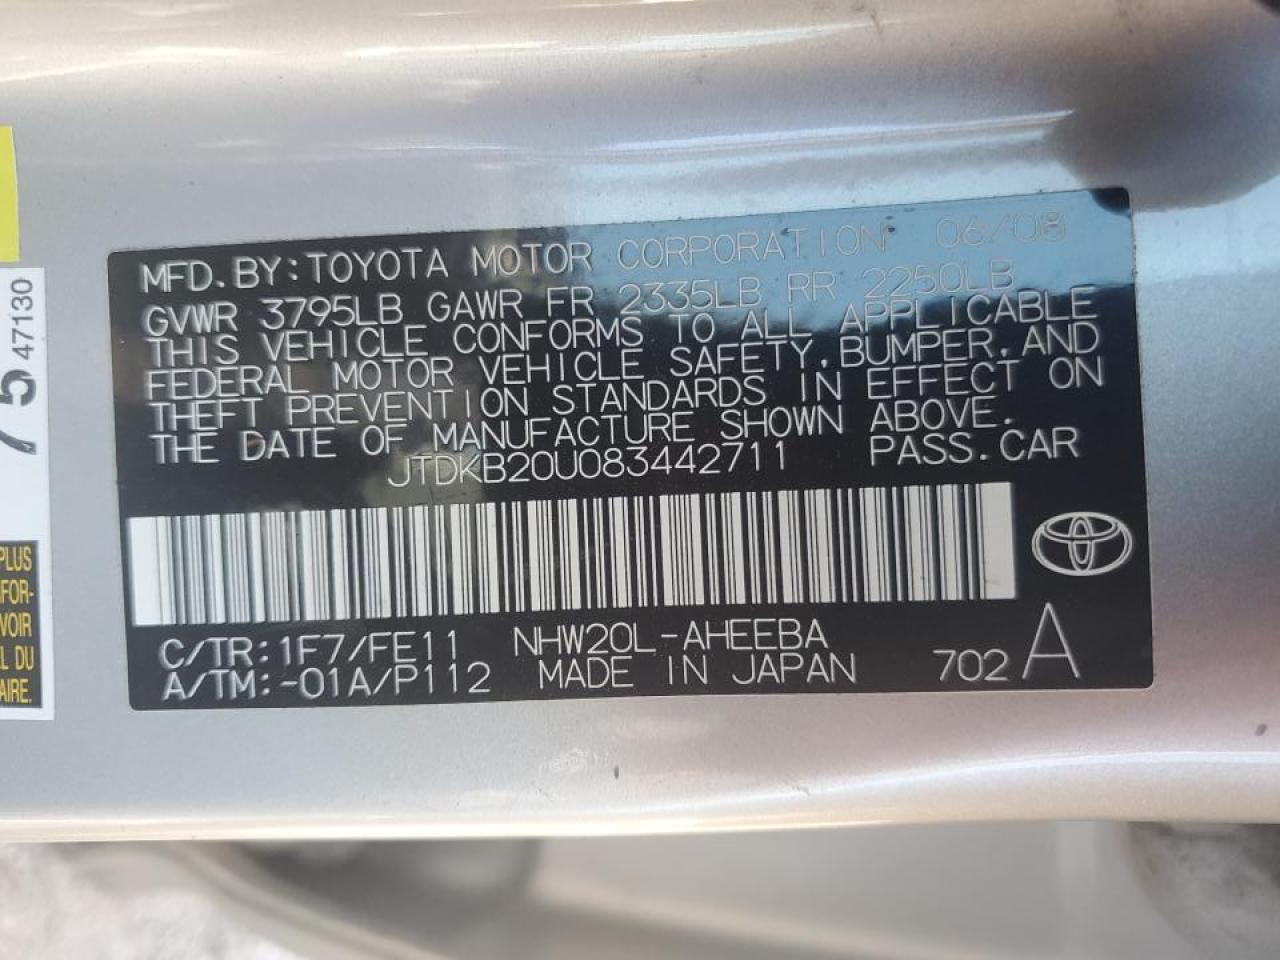 MFD. BY: TOYOTA MOTOR CORPORATION 06/08
GVWR 3795LB GAWR FR 2335LB RR 2250LB
THIS VEHICLE CONFORMS TO ALL APPLICABLE
FEDERAL MOTOR VEHICLE SAFETY, BUMPER, AND
THEFT PREVENTION STANDARDS IN EFFECT ON
THE DATE OF MANUFACTURE SHOWN ABOVE.
JTDKB20U083442711 PASS. CAR
C/TR: 1F7/FE11 NHW20L-AHEEBA
A/TM: -01A/P112 MADE IN JAPAN 702 A
5 47130
PLUS
FOR-
VOIR
L DU
AIRE.